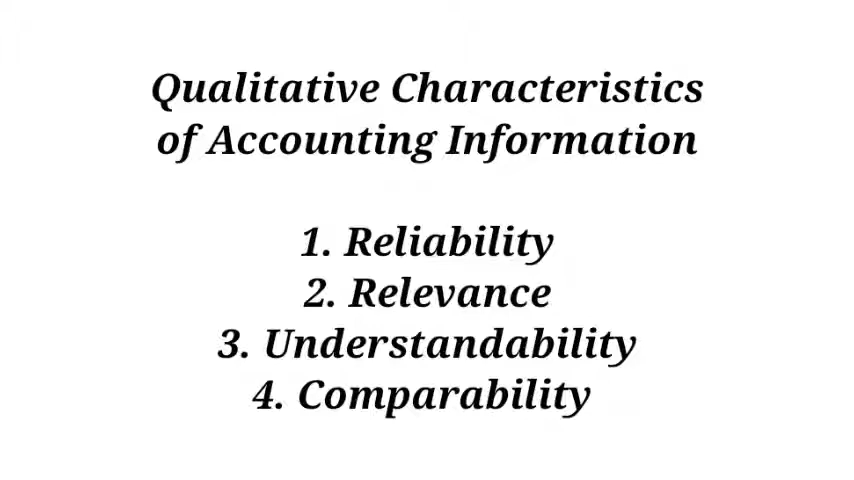 Qualitative Characteristics
of Accounting Information
1. Reliability
2. Relevance
3. Understandability
4. Comparability